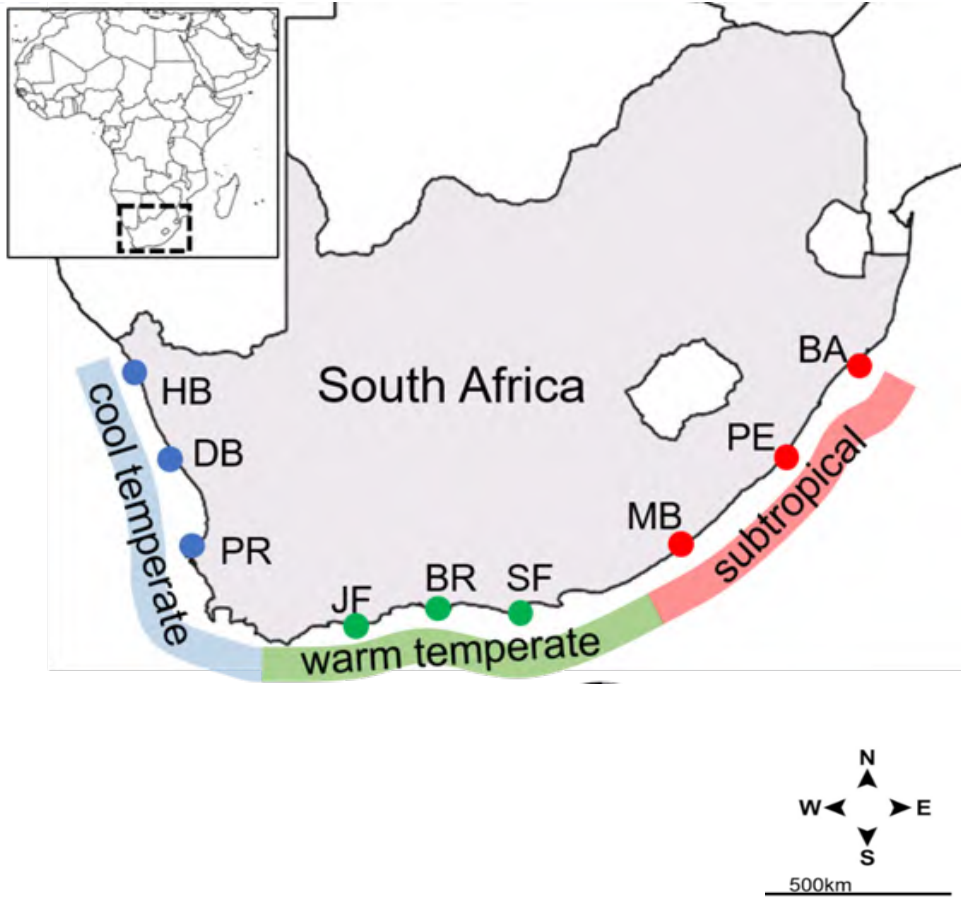 South Africa
HB
DB
PR
JF
BR
SF
MB
PE
BA
cool temperate
warm temperate
subtropical
N
W
E
S
500km